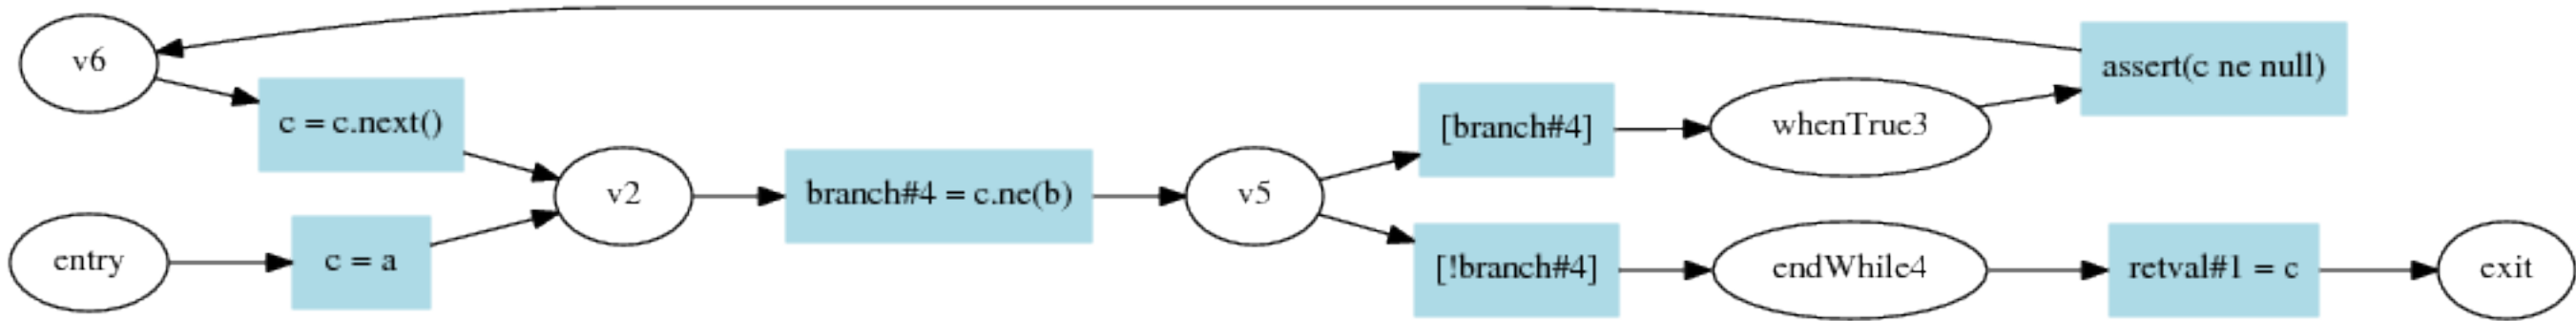 v6
c = c.next()
entry
c = a
v2
branch#4 = c.ne(b)
v5
[branch#4]
whenTrue3
assert(c ne null)
[!branch#4]
endWhile4
retval#1 = c
exit